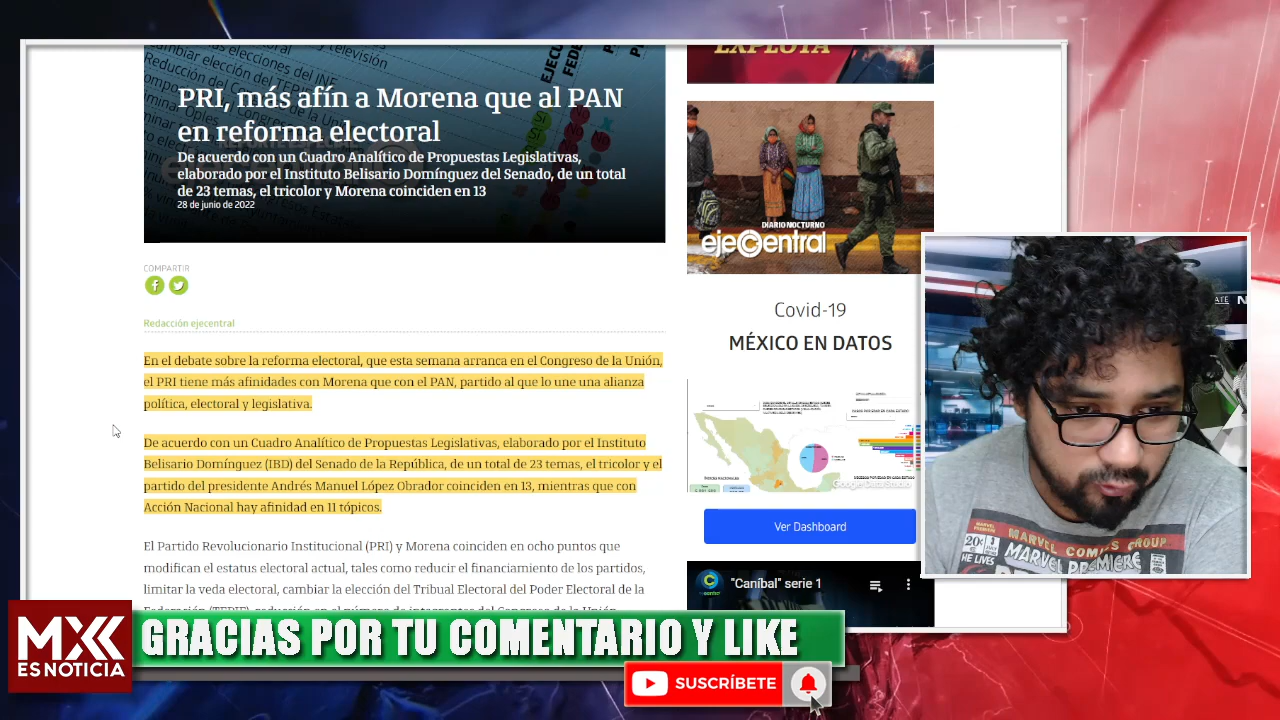 EXPLOTA
PRI, más afín a Morena que al PAN
en reforma electoral
De acuerdo con un Cuadro Analítico de Propuestas Legislativas,
elaborado por el Instituto Belisario Domínguez del Senado, de un total
de 23 temas, el tricolor y Morena coinciden en 13
28 de junio de 2022
COMPARTIR
Redacción ejecentral
En el debate sobre la reforma electoral, que esta semana arranca en el Congreso de la Unión,
el PRI tiene más afinidades con Morena que con el PAN, partido al que lo une una alianza
política, electoral y legislativa.
De acuerdo con un Cuadro Analítico de Propuestas Legislativas, elaborado por el Instituto
Belisario Domínguez (IBD) del Senado de la República, de un total de 23 temas, el tricolor y el
partido del presidente Andrés Manuel López Obrador coinciden en 13, mientras que con
Acción Nacional hay afinidad en 11 tópicos.
El Partido Revolucionario Institucional (PRI) y Morena coinciden en ocho puntos que
modifican el estatus electoral actual, tales como reducir el financiamiento de los partidos,
limitar la veda electoral, cambiar la elección del Tribunal Electoral del Poder Electoral de la
DIARIO NOCTURNO
ejecentral
Covid-19
MÉXICO EN DATOS
Google Data Studio
Ver Dashboard
"Caníbal" serie 1
MARVEL COMICS GROUP
20¢
HE LIVES
MARVEL PREMIERE
MX
ES NOTICIA
GRACIAS POR TU COMENTARIO Y LIKE
SUSCRÍBETE